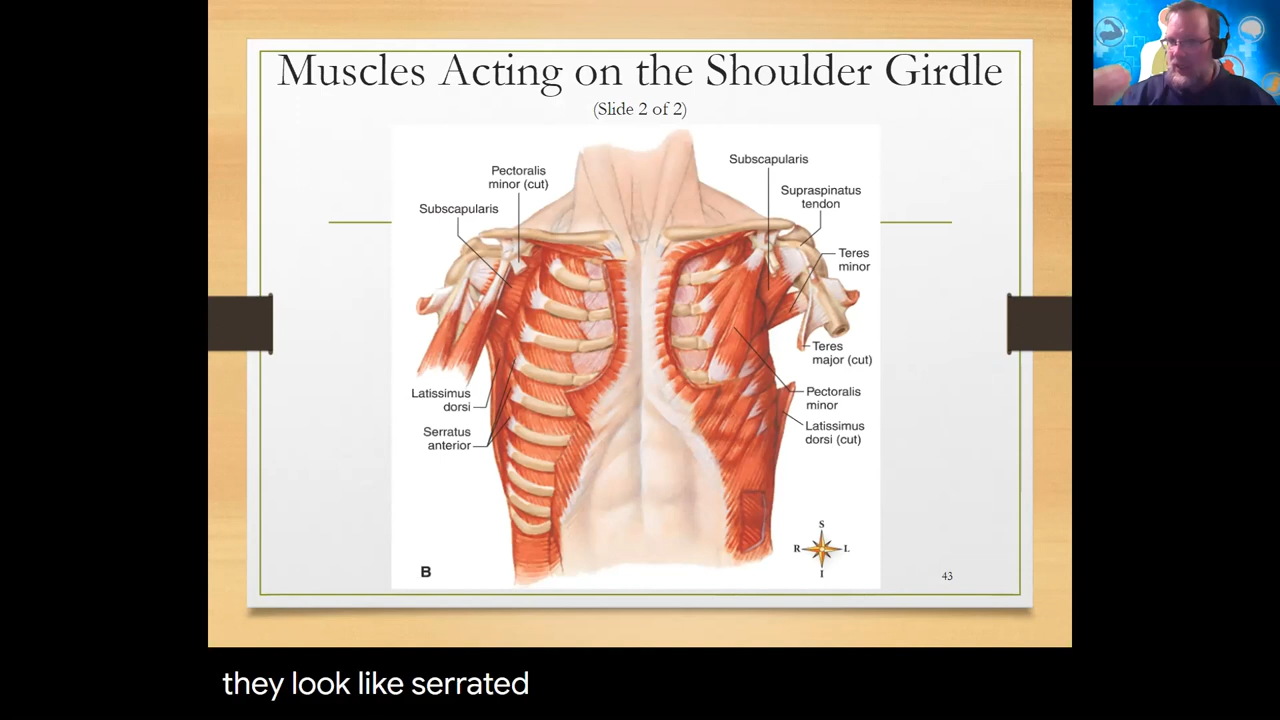 Muscles Acting on the Shoulder Girdle
(Slide 2 of 2)
Subscapularis
Pectoralis
minor (cut)
Supraspinatus
tendon
Subscapularis
Teres
minor
Teres
major (cut)
Latissimus
dorsi
Pectoralis
minor
Serratus
anterior
Latissimus
dorsi (cut)
S
R
L
I
B
43
they look like serrated